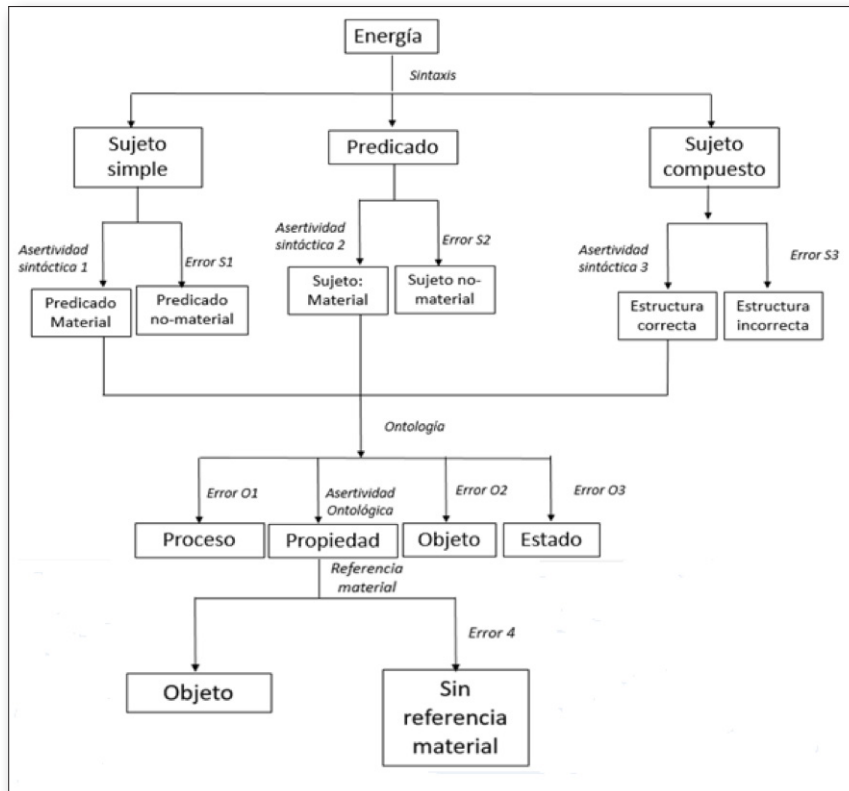 Energía
Sintaxis
Sujeto
simple
Predicado
Sujeto
compuesto
Asertividad
sintáctica 1
Error S1
Asertividad
sintáctica 2
Error S2
Asertividad
sintáctica 3
Error S3
Predicado
Material
Predicado
no-material
Sujeto:
Material
Sujeto no-
material
Estructura
correcta
Estructura
incorrecta
Ontología
Error O1
Asertividad
Ontológica
Error O2
Error O3
Proceso
Propiedad
Objeto
Estado
Referencia
material
Error 4
Objeto
Sin
referencia
material